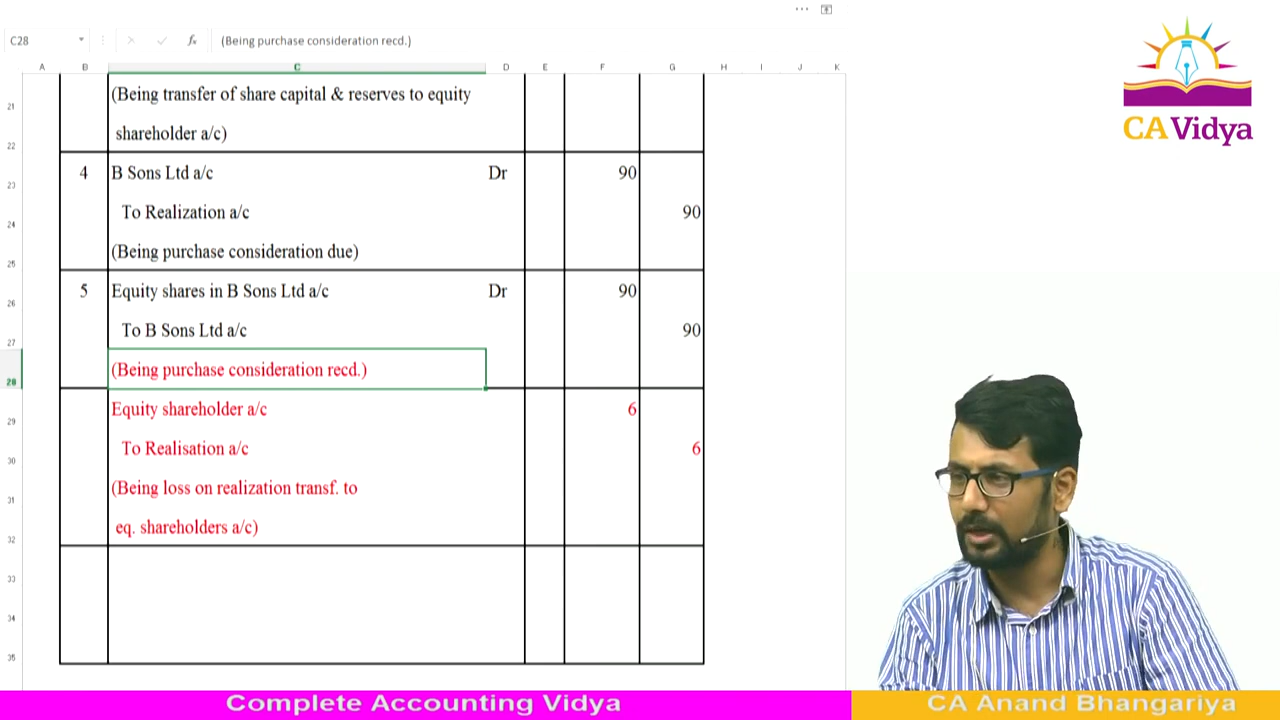 C28
fx
(Being purchase consideration recd.)
A B C D E F G H I J K
21 (Being transfer of share capital & reserves to equity
22 shareholder a/c)
23 4 B Sons Ltd a/c Dr 90
24 To Realization a/c 90
25 (Being purchase consideration due)
26 5 Equity shares in B Sons Ltd a/c Dr 90
27 To B Sons Ltd a/c 90
28 (Being purchase consideration recd.)
29 Equity shareholder a/c 6
30 To Realisation a/c 6
31 (Being loss on realization transf. to
32 eq. shareholders a/c)
33
34
35
CA Vidya
Complete Accounting Vidya
CA Anand Bhangariya